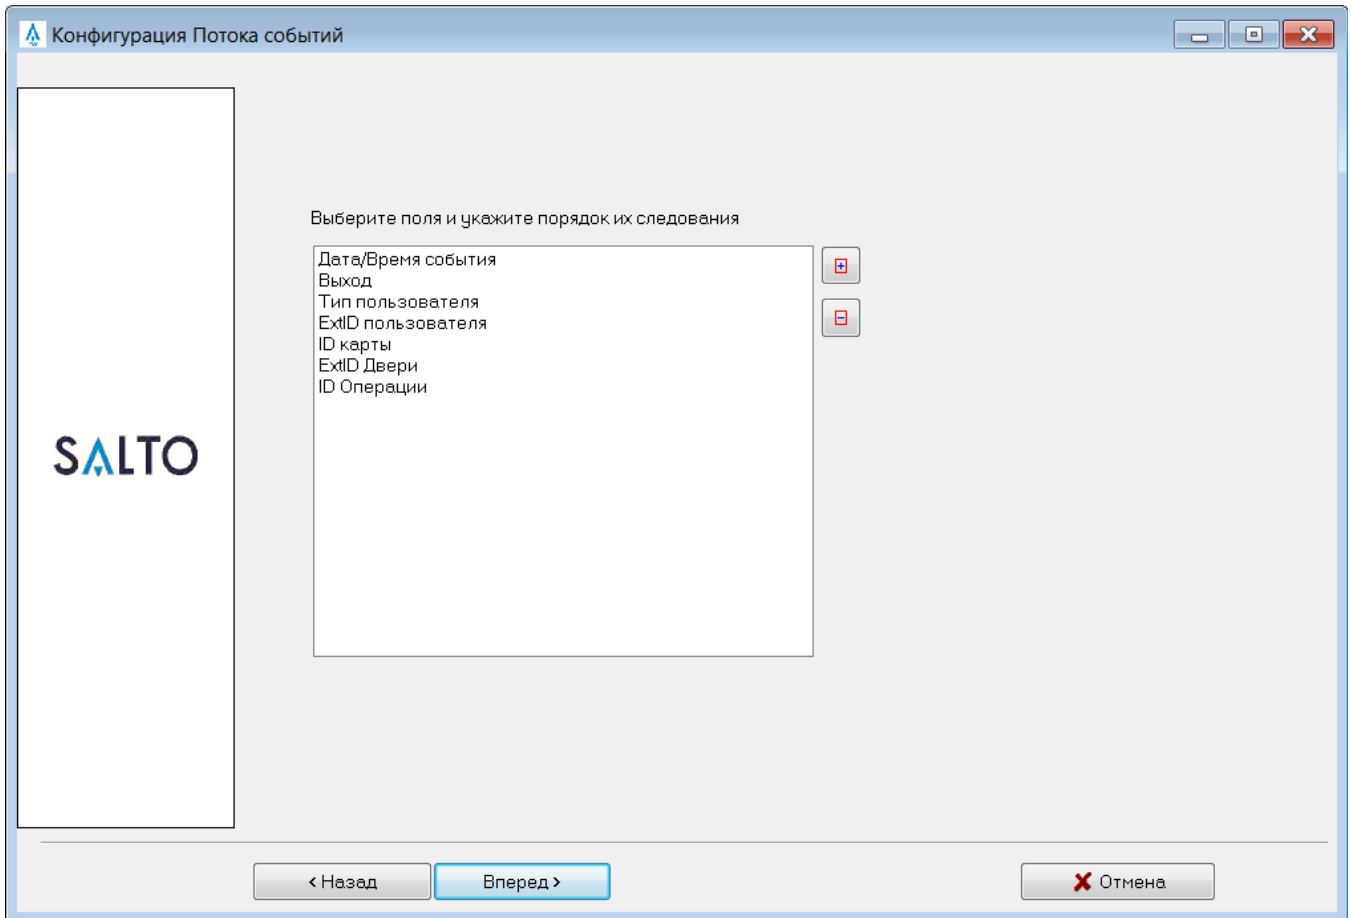 Конфигурация Потока событий
Выберите поля и укажите порядок их следования
Дата/Время события
Выход
Тип пользователя
ExtID пользователя
ID карты
ExtID Двери
ID Операции
SALTO
< Назад
Вперед >
Отмена